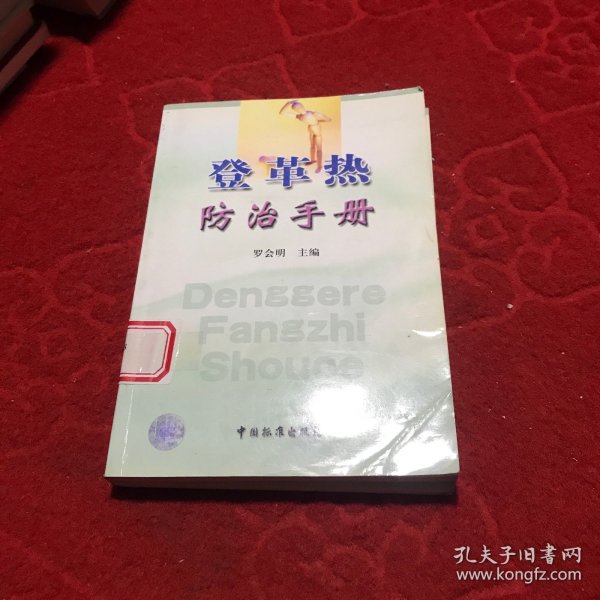 登革热
防治手册
罗会明 主编
Denggere
Fangzhi
Shouce
中国标准出版社
孔夫子旧书网
www.kongfz.com